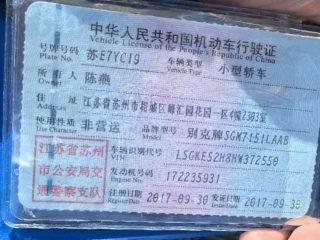 中华人民共和国机动车行驶证
Vehicle License of the People's Republic of China
号牌号码 苏E7YC19 车辆类型 小型轿车
Plate No. Vehicle Type
所有人 陈燕
Owner
住址 江苏省苏州市相城区峰汇园花园一区4幢2303室
Address
使用性质 非营运 品牌型号 别克牌SGM7151LAAB
Use Character Model
江苏省苏州市公安局交通警察支队
车辆识别代号 LSGKE52H8HW372550
VIN
发动机号码 172235931
Engine No.
注册日期 2017-09-30 发证日期 2017-09-30
Register Date Issue Date